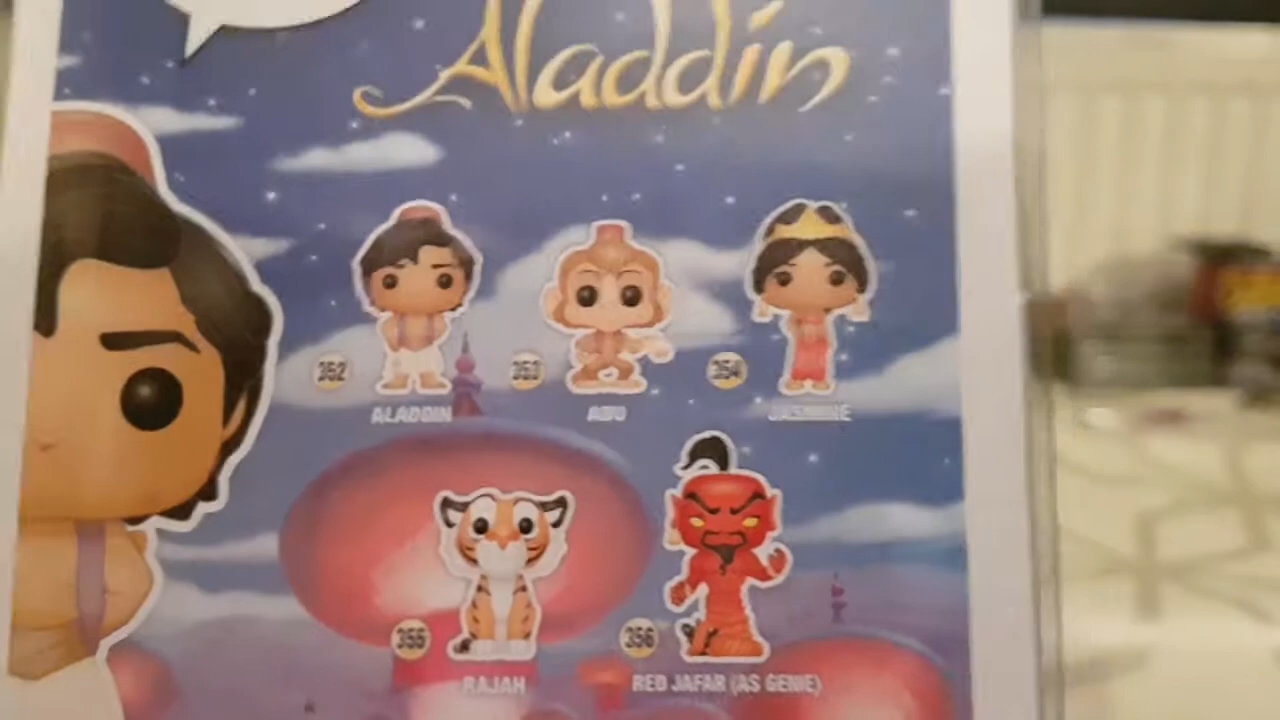 Aladdin
352 353 354
ALADDIN ABU JASMINE
355 356
RAJAH RED JAFAR (AS GENIE)